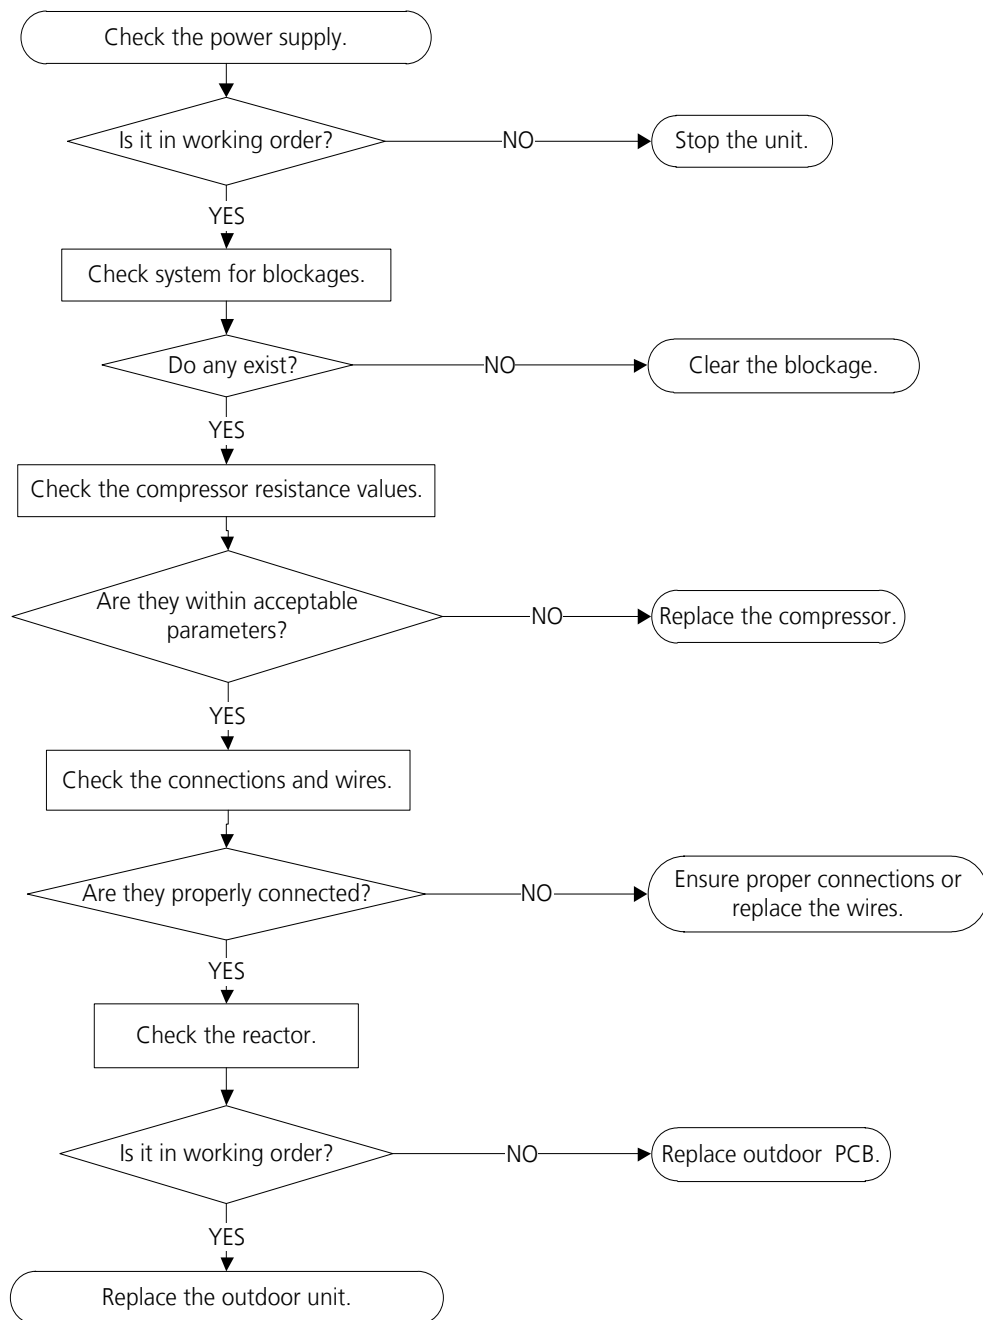 Check the power supply.
Is it in working order?
NO
Stop the unit.
YES
Check system for blockages.
Do any exist?
NO
Clear the blockage.
YES
Check the compressor resistance values.
Are they within acceptable
parameters?
NO
Replace the compressor.
YES
Check the connections and wires.
Are they properly connected?
NO
Ensure proper connections or
replace the wires.
YES
Check the reactor.
Is it in working order?
NO
Replace outdoor PCB.
YES
Replace the outdoor unit.